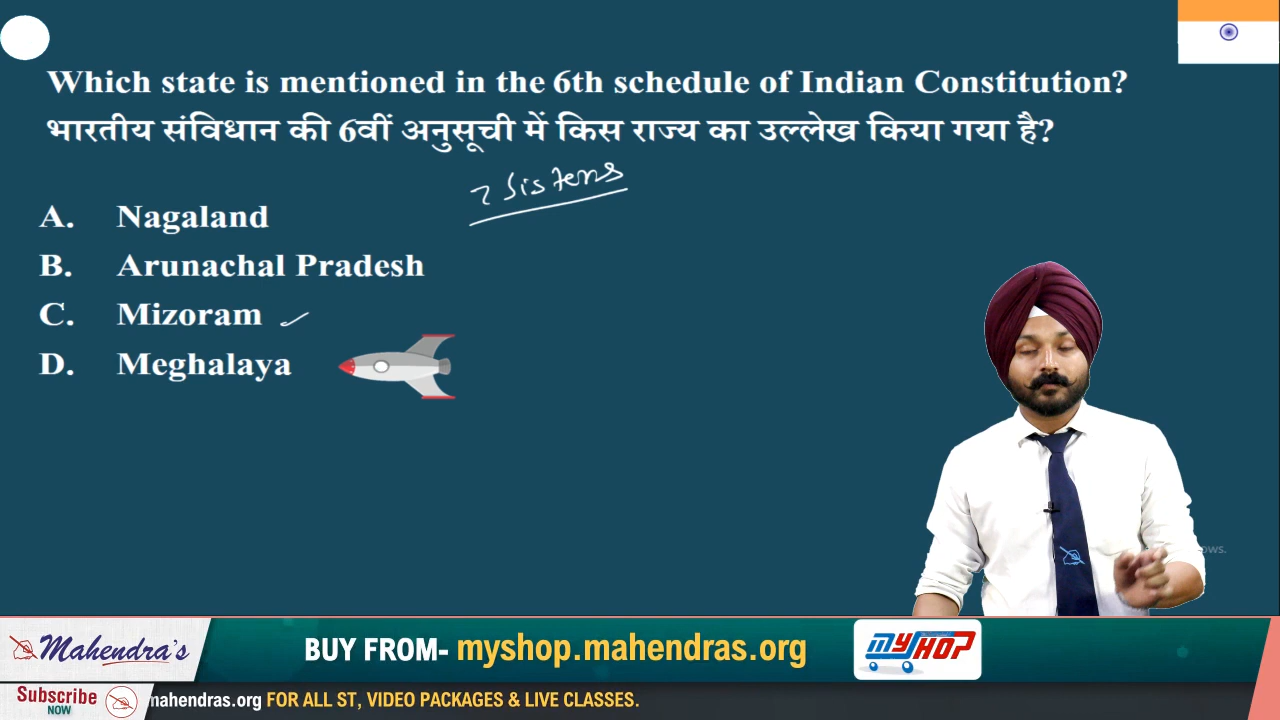 Which state is mentioned in the 6th schedule of Indian Constitution?
भारतीय संविधान की 6वीं अनुसूची में किस राज्य का उल्लेख किया गया है?
7 Sisters
A. Nagaland
B. Arunachal Pradesh
C. Mizoram
D. Meghalaya
ows.
Mahendra's
BUY FROM- myshop.mahendras.org
MYSHOP
Subscribe
NOW
mahendras.org FOR ALL ST, VIDEO PACKAGES & LIVE CLASSES.